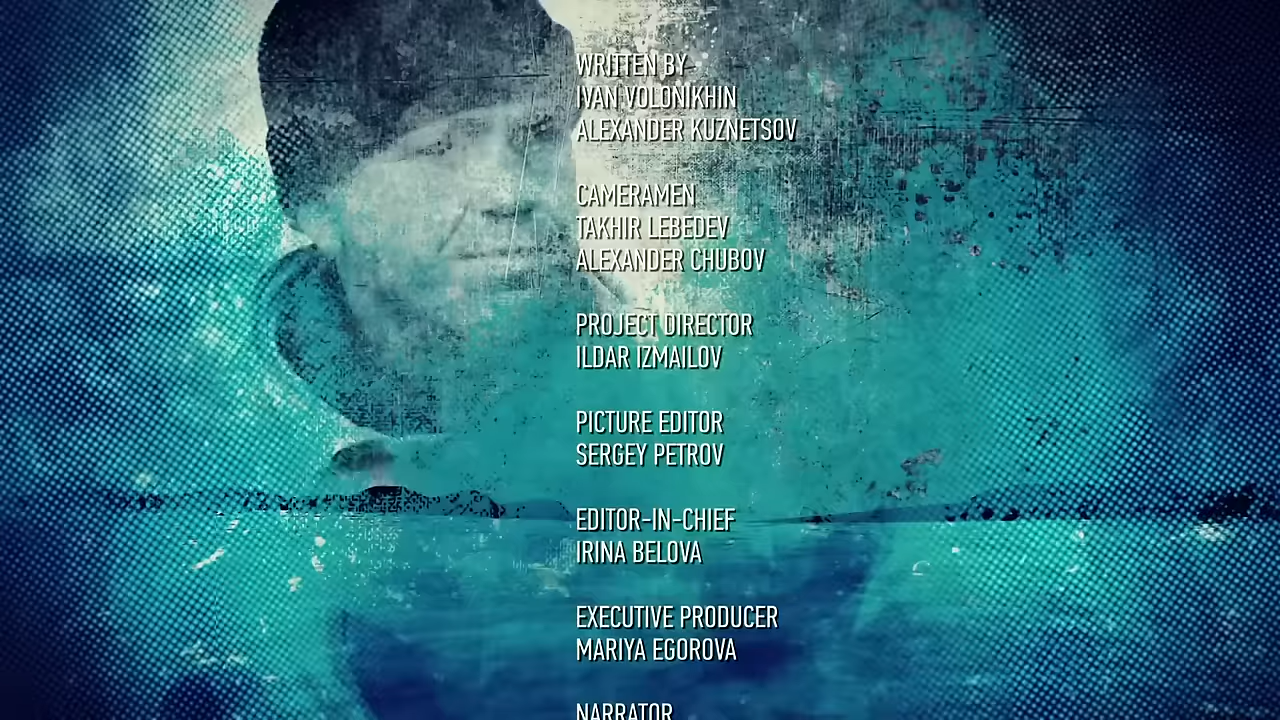 WRITTEN BY
IVAN VOLONIKHIN
ALEXANDER KUZNETSOV
CAMERAMEN
TAKHIR LEBEDEV
ALEXANDER CHUBOV
PROJECT DIRECTOR
ILDAR IZMAILOV
PICTURE EDITOR
SERGEY PETROV
EDITOR-IN-CHIEF
IRINA BELOVA
EXECUTIVE PRODUCER
MARIYA EGOROVA
NARRATOR